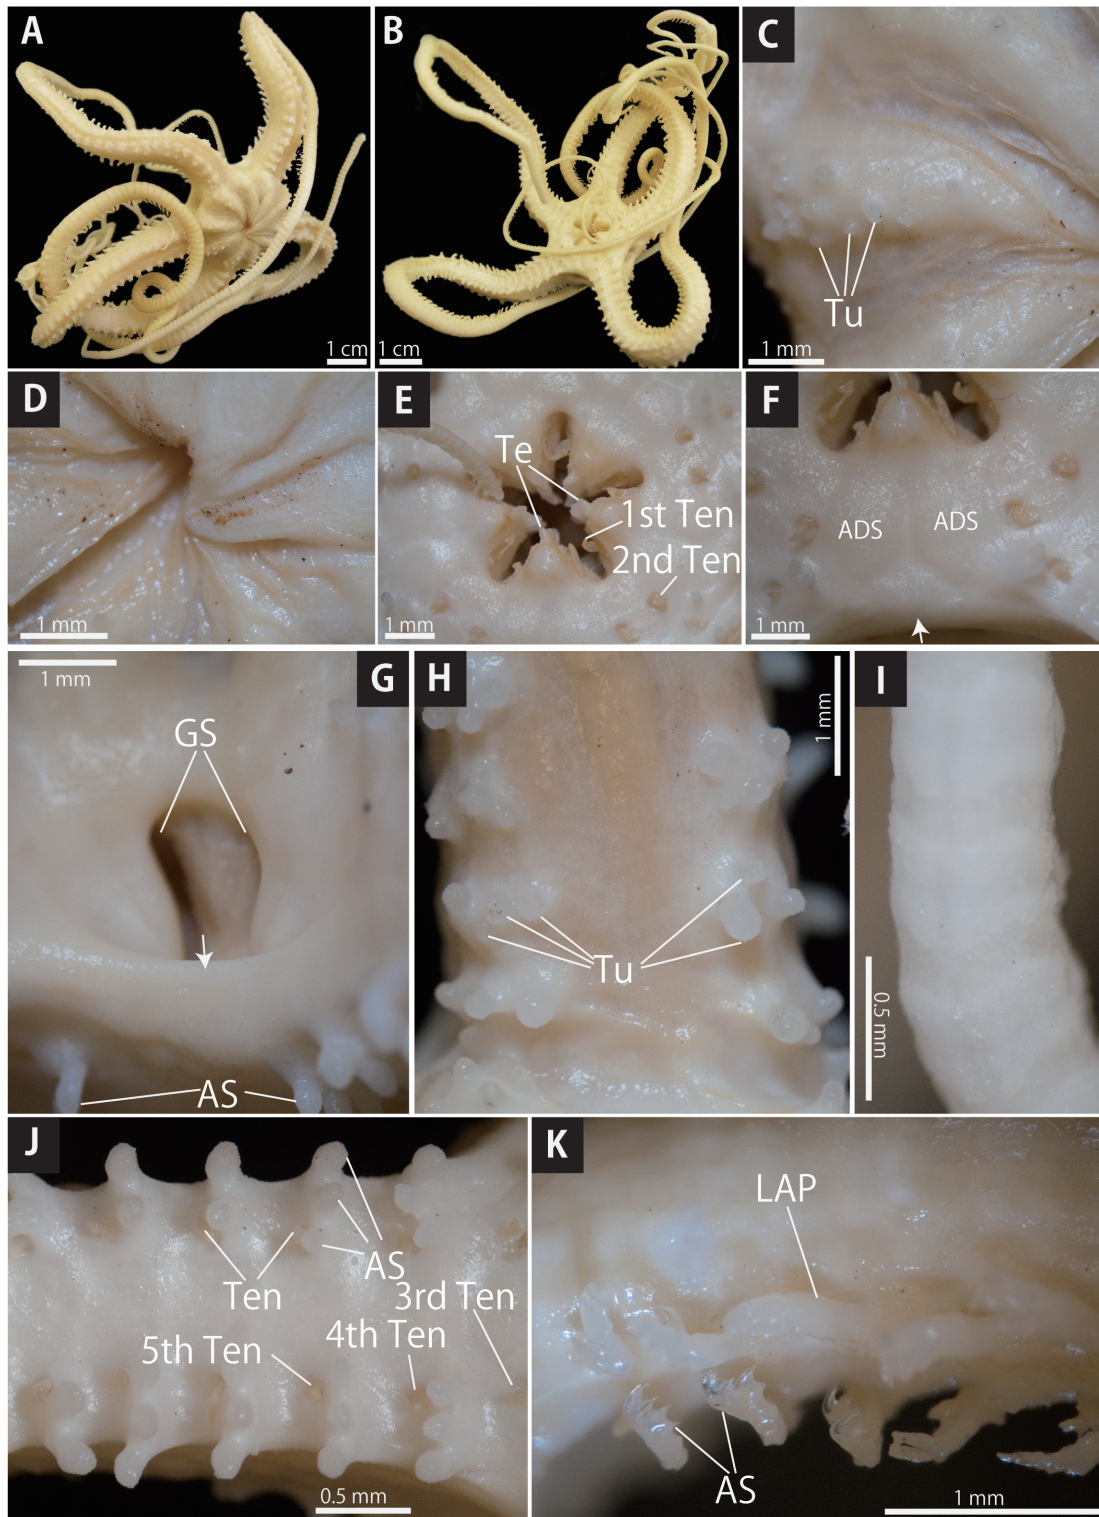 A
B
C
1 cm
1 cm
Tu
1 mm
D
E
F
Te
1st Ten
2nd Ten
ADS
ADS
1 mm
1 mm
1 mm
1 mm
G
H
I
GS
1 mm
Tu
0.5 mm
AS
J
K
LAP
AS
Ten
3rd Ten
4th Ten
5th Ten
0.5 mm
AS
1 mm